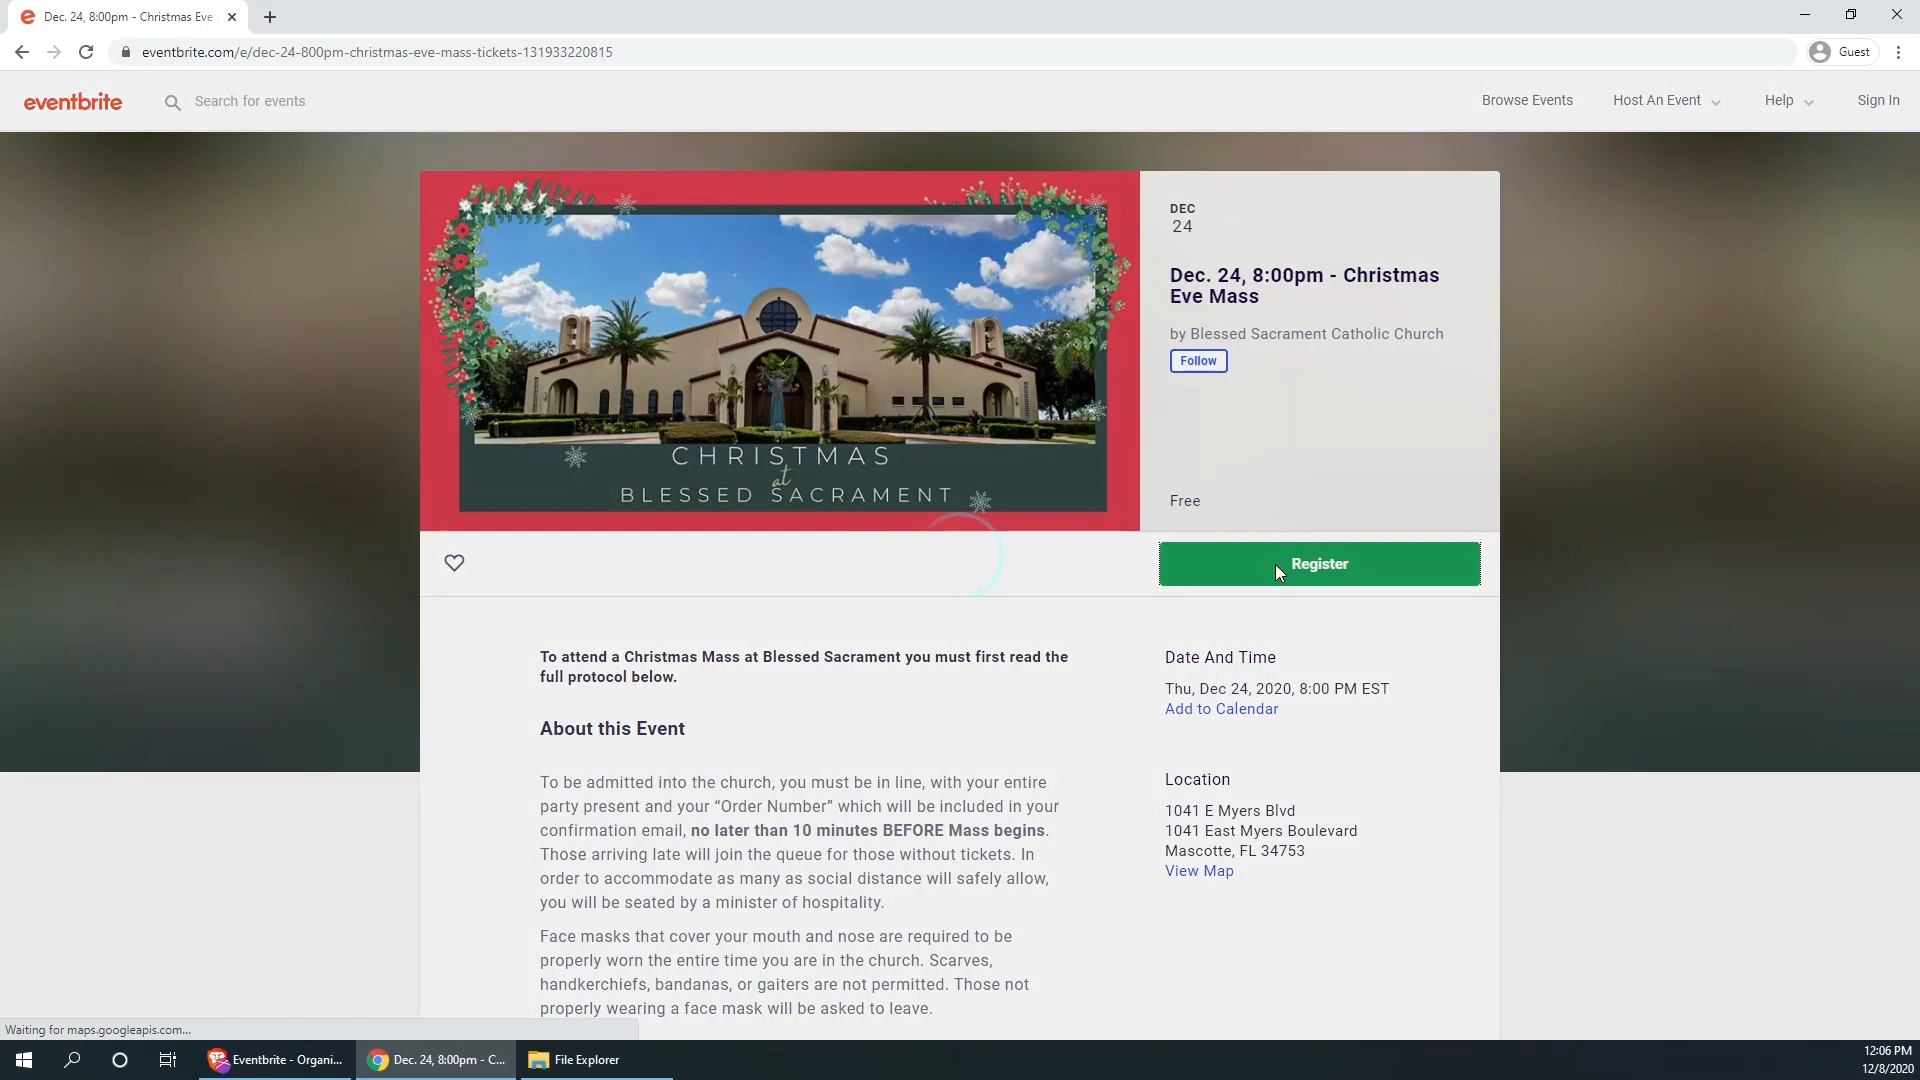 Dec. 24, 8:00pm - Christmas Eve
eventbrite.com/e/dec-24-800pm-christmas-eve-mass-tickets-131933220815
Guest
eventbrite
Search for events
Browse Events
Host An Event
Help
Sign In
CHRISTMAS
at
BLESSED SACRAMENT
DEC
24
Dec. 24, 8:00pm - Christmas
Eve Mass
by Blessed Sacrament Catholic Church
Follow
Free
Register
To attend a Christmas Mass at Blessed Sacrament you must first read the
full protocol below.
About this Event
To be admitted into the church, you must be in line, with your entire
party present and your “Order Number” which will be included in your
confirmation email, no later than 10 minutes BEFORE Mass begins.
Those arriving late will join the queue for those without tickets. In
order to accommodate as many as social distance will safely allow,
you will be seated by a minister of hospitality.
Face masks that cover your mouth and nose are required to be
properly worn the entire time you are in the church. Scarves,
handkerchiefs, bandanas, or gaiters are not permitted. Those not
properly wearing a face mask will be asked to leave.
Date And Time
Thu, Dec 24, 2020, 8:00 PM EST
Add to Calendar
Location
1041 E Myers Blvd
1041 East Myers Boulevard
Mascotte, FL 34753
View Map
Waiting for maps.googleapis.com...
Eventbrite - Organi...
Dec. 24, 8:00pm - C...
File Explorer
12:06 PM
12/8/2020